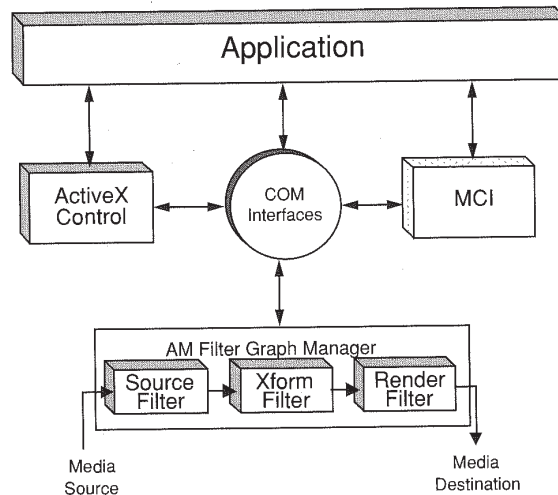 Application
ActiveX
Control
COM
Interfaces
MCI
AM Filter Graph Manager
Source
Filter
Xform
Filter
Render
Filter
Media
Source
Media
Destination